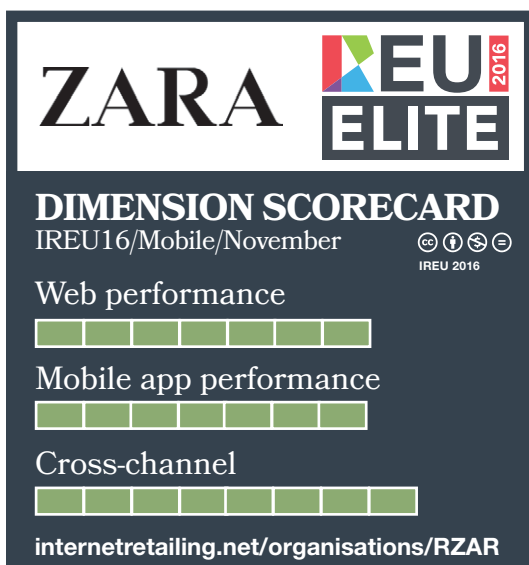 ZARA
REU
2016
ELITE
DIMENSION SCORECARD
IREU16/Mobile/November
cc
IREU 2016
Web performance
Mobile app performance
Cross-channel
internetretailing.net/organisations/RZAR